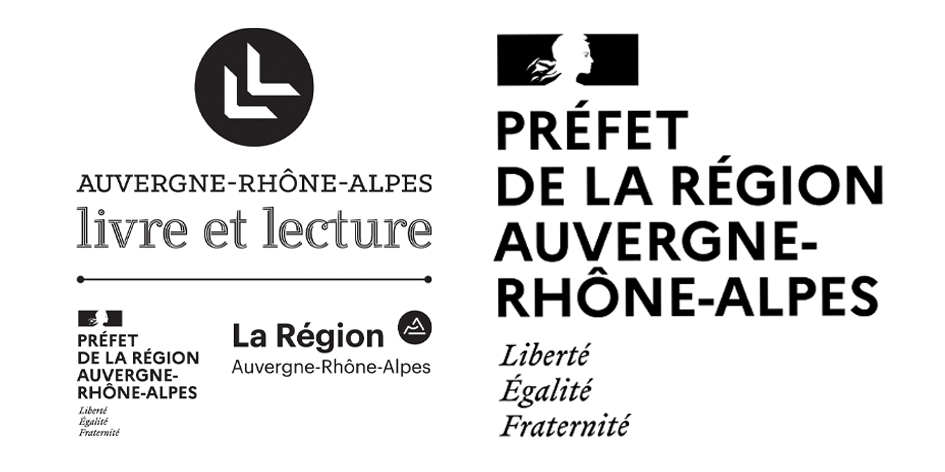 AUVERGNE-RHÔNE-ALPES
livre et lecture
PRÉFET
DE LA RÉGION
AUVERGNE-
RHÔNE-ALPES
Liberté
Égalité
Fraternité
La Région
Auvergne-Rhône-Alpes
PRÉFET
DE LA RÉGION
AUVERGNE-
RHÔNE-ALPES
Liberté
Égalité
Fraternité